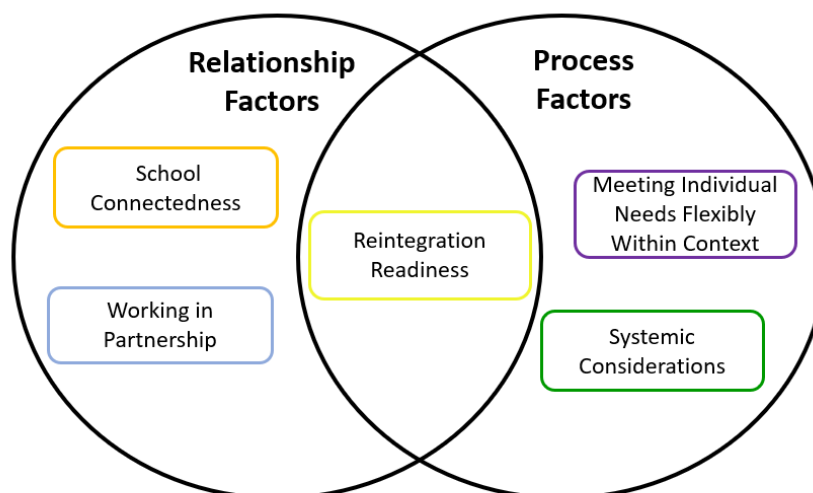 Relationship
Factors
Process
Factors
School
Connectedness
Meeting Individual
Needs Flexibly
Within Context
Reintegration
Readiness
Working in
Partnership
Systemic
Considerations